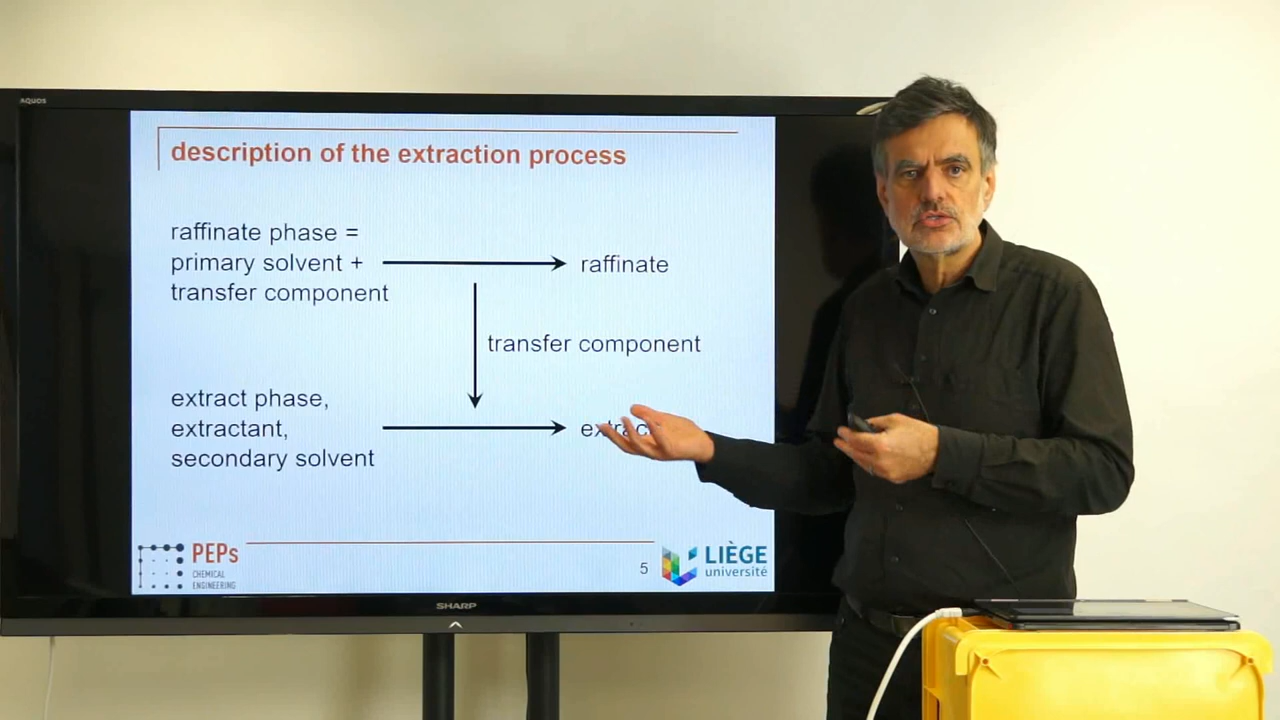 AQUOS
description of the extraction process
raffinate phase =
primary solvent +
transfer component
raffinate
transfer component
extract phase,
extractant,
secondary solvent
PEPs
CHEMICAL
ENGINEERING
5
LIÈGE
université
SHARP